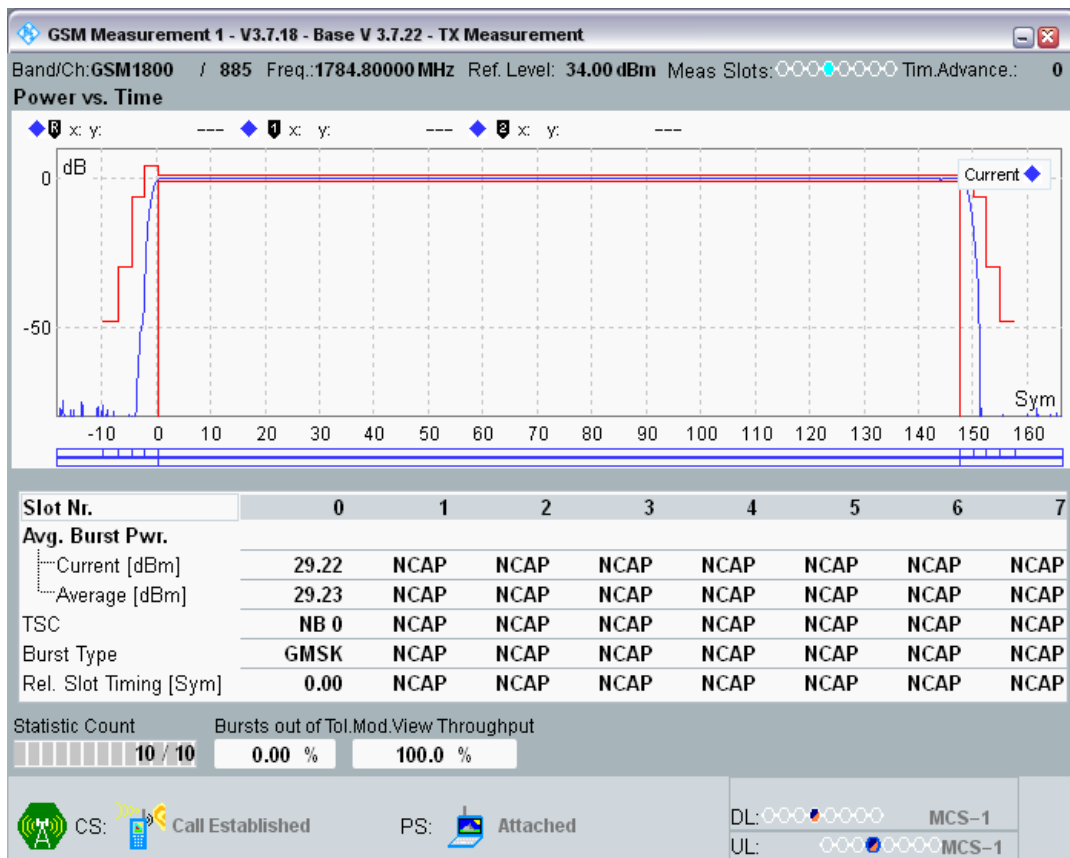 GSM Measurement 1 - V3.7.18 - Base V 3.7.22 - TX Measurement
Band/Ch:GSM1800 / 885 Freq.:1784.80000 MHz Ref. Level: 34.00 dBm Meas Slots: Tim.Advance.: 0
Power vs. Time
R x: y: --- 1 x: y: --- 2 x: y: ---
dB
Current
0
-50
Sym
-10 0 10 20 30 40 50 60 70 80 90 100 110 120 130 140 150 160
Slot Nr. 0 1 2 3 4 5 6 7
Avg. Burst Pwr.
Current [dBm] 29.22 NCAP NCAP NCAP NCAP NCAP NCAP NCAP
Average [dBm] 29.23 NCAP NCAP NCAP NCAP NCAP NCAP NCAP
TSC NB 0 NCAP NCAP NCAP NCAP NCAP NCAP NCAP
Burst Type GMSK NCAP NCAP NCAP NCAP NCAP NCAP NCAP
Rel. Slot Timing [Sym] 0.00 NCAP NCAP NCAP NCAP NCAP NCAP NCAP
Statistic Count Bursts out of Tol. Mod.View Throughput
10 / 10 0.00 % 100.0 %
CS: Call Established PS: Attached
DL: MCS-1
UL: MCS-1